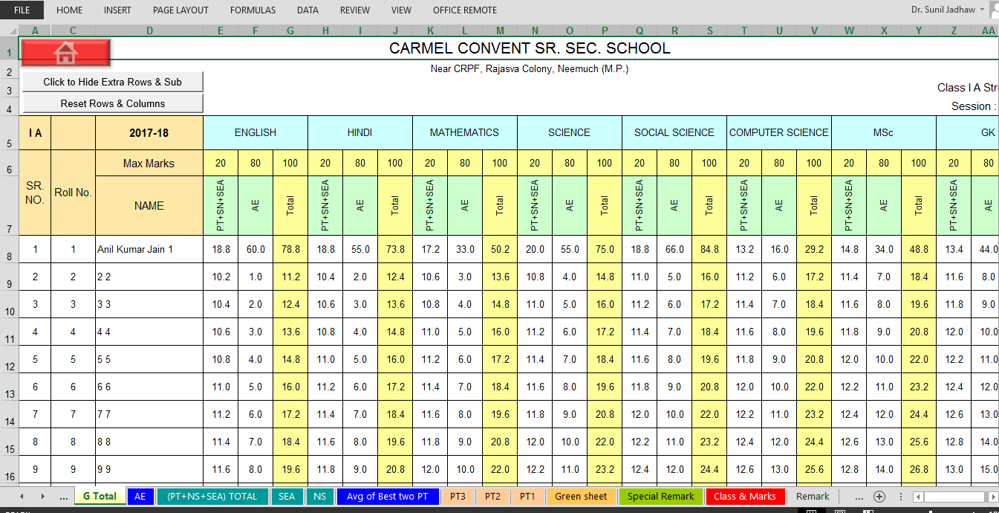 FILE HOME INSERT PAGE LAYOUT FORMULAS DATA REVIEW VIEW OFFICE REMOTE Dr. Sunil Jadhaw
A C D E F G H I J K L M N O P Q R S T U V W X Y Z AA
1 CARMEL CONVENT SR. SEC. SCHOOL
2 Near CRPF, Rajasva Colony, Neemuch (M.P.)
Click to Hide Extra Rows & Sub
3 Class I A Str
Reset Rows & Columns
4 Session :
5 I A 2017-18 ENGLISH HINDI MATHEMATICS SCIENCE SOCIAL SCIENCE COMPUTER SCIENCE MSc GK
6 Max Marks 20 80 100 20 80 100 20 80 100 20 80 100 20 80 100 20 80 100 20 80 100 20 80
7 SR. NO. Roll No. NAME PT+SN+SEA AE Total PT+SN+SEA AE Total PT+SN+SEA AE Total PT+SN+SEA AE Total PT+SN+SEA AE Total PT+SN+SEA AE Total PT+SN+SEA AE Total PT+SN+SEA AE
8 1 1 Anil Kumar Jain 1 18.8 60.0 78.8 18.8 55.0 73.8 17.2 33.0 50.2 20.0 55.0 75.0 18.8 66.0 84.8 13.2 16.0 29.2 14.8 34.0 48.8 13.4 44.0
9 2 2 2 2 10.2 1.0 11.2 10.4 2.0 12.4 10.6 3.0 13.6 10.8 4.0 14.8 11.0 5.0 16.0 11.2 6.0 17.2 11.4 7.0 18.4 11.6 8.0
10 3 3 3 3 10.4 2.0 12.4 10.6 3.0 13.6 10.8 4.0 14.8 11.0 5.0 16.0 11.2 6.0 17.2 11.4 7.0 18.4 11.6 8.0 19.6 11.8 9.0
11 4 4 4 4 10.6 3.0 13.6 10.8 4.0 14.8 11.0 5.0 16.0 11.2 6.0 17.2 11.4 7.0 18.4 11.6 8.0 19.6 11.8 9.0 20.8 12.0 10.0
12 5 5 5 5 10.8 4.0 14.8 11.0 5.0 16.0 11.2 6.0 17.2 11.4 7.0 18.4 11.6 8.0 19.6 11.8 9.0 20.8 12.0 10.0 22.0 12.2 11.0
13 6 6 6 6 11.0 5.0 16.0 11.2 6.0 17.2 11.4 7.0 18.4 11.6 8.0 19.6 11.8 9.0 20.8 12.0 10.0 22.0 12.2 11.0 23.2 12.4 12.0
14 7 7 7 7 11.2 6.0 17.2 11.4 7.0 18.4 11.6 8.0 19.6 11.8 9.0 20.8 12.0 10.0 22.0 12.2 11.0 23.2 12.4 12.0 24.4 12.6 13.0
15 8 8 8 8 11.4 7.0 18.4 11.6 8.0 19.6 11.8 9.0 20.8 12.0 10.0 22.0 12.2 11.0 23.2 12.4 12.0 24.4 12.6 13.0 25.6 12.8 14.0
16 9 9 9 9 11.6 8.0 19.6 11.8 9.0 20.8 12.0 10.0 22.0 12.2 11.0 23.2 12.4 12.0 24.4 12.6 13.0 25.6 12.8 14.0 26.8 13.0 15.0
... G Total AE (PT+NS+SEA) TOTAL SEA NS Avg of Best two PT PT3 PT2 PT1 Green sheet Special Remark Class & Marks Remark ...